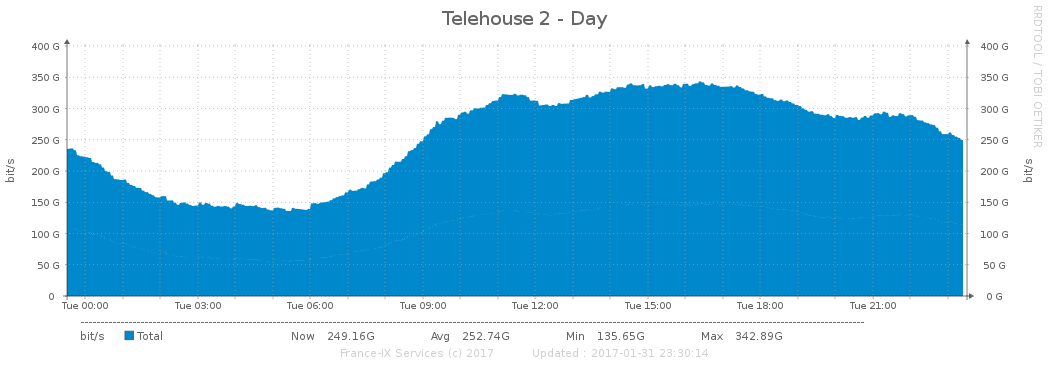 Telehouse 2 - Day
RRDTOOL / TOBI OETIKER
400 G 400 G
350 G 350 G
300 G 300 G
250 G 250 G
200 G 200 G
150 G 150 G
100 G 100 G
50 G 50 G
0 0 G
bit/s bit/s
Tue 00:00 Tue 03:00 Tue 06:00 Tue 09:00 Tue 12:00 Tue 15:00 Tue 18:00 Tue 21:00
bit/s Total Now 249.16G Avg 252.74G Min 135.65G Max 342.89G
France-IX Services (c) 2017 Updated : 2017-01-31 23:30:14